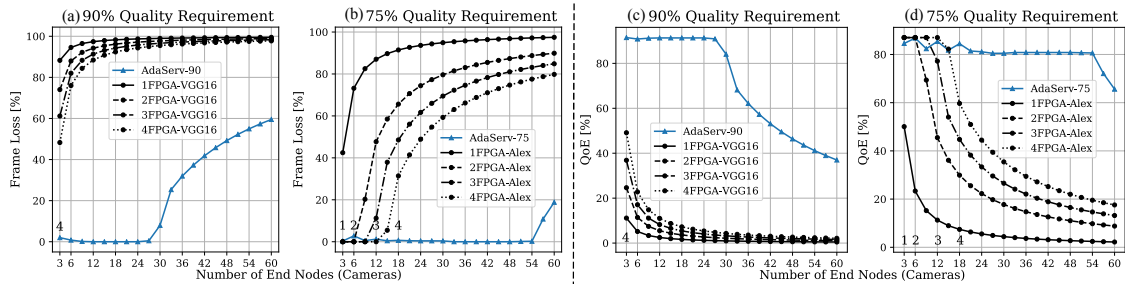 (a) 90% Quality Requirement
Frame Loss [%]
100
80
60
40
20
0
AdaServ-90
1FPGA-VGG16
2FPGA-VGG16
3FPGA-VGG16
4FPGA-VGG16
4
3 6 12 18 24 30 36 42 48 54 60
(b) 75% Quality Requirement
Frame Loss [%]
100
80
60
40
20
0
AdaServ-75
1FPGA-Alex
2FPGA-Alex
3FPGA-Alex
4FPGA-Alex
1 2 3 4
3 6 12 18 24 30 36 42 48 54 60
Number of End Nodes (Cameras)
(c) 90% Quality Requirement
QoE [%]
80
60
40
20
0
AdaServ-90
1FPGA-VGG16
2FPGA-VGG16
3FPGA-VGG16
4FPGA-VGG16
4
3 6 12 18 24 30 36 42 48 54 60
(d) 75% Quality Requirement
QoE [%]
80
60
40
20
0
AdaServ-75
1FPGA-Alex
2FPGA-Alex
3FPGA-Alex
4FPGA-Alex
1 2 3 4
3 6 12 18 24 30 36 42 48 54 60
Number of End Nodes (Cameras)